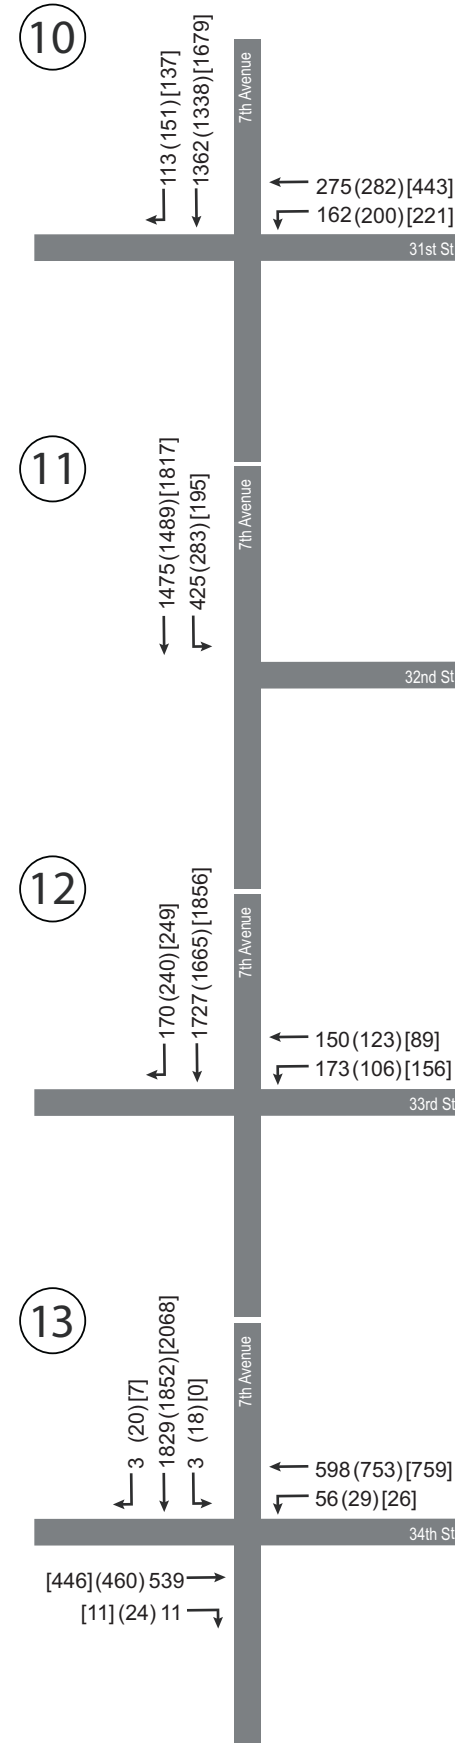 10
113(151)[137]
1362(1338)[1679]
7th Avenue
275(282)[443]
162(200)[221]
31st St
11
1475(1489)[1817]
425(283)[195]
7th Avenue
32nd St
12
170(240)[249]
1727(1665)[1856]
7th Avenue
150(123)[89]
173(106)[156]
33rd St
13
3 (20)[7]
1829(1852)[2068]
3 (18)[0]
7th Avenue
598(753)[759]
56(29)[26]
34th St
[446](460)539
[11](24)11